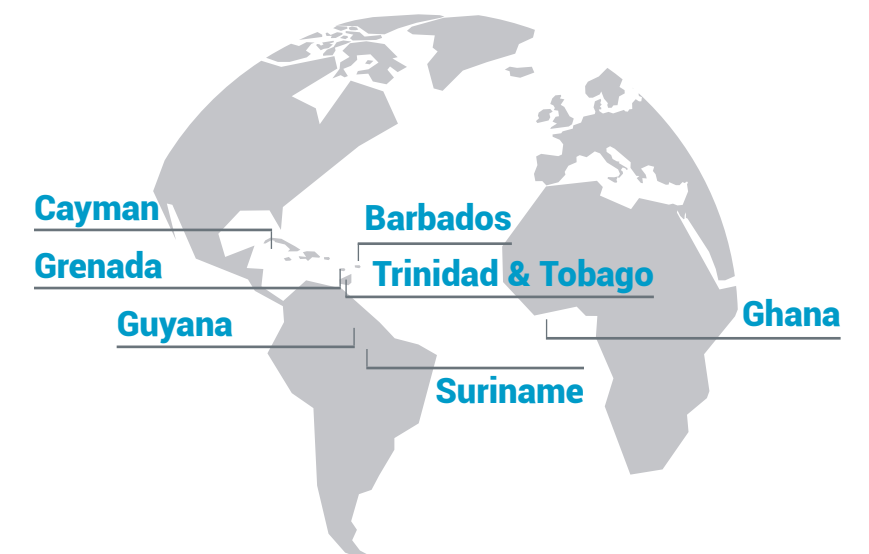 Cayman
Barbados
Grenada
Trinidad & Tobago
Guyana
Ghana
Suriname